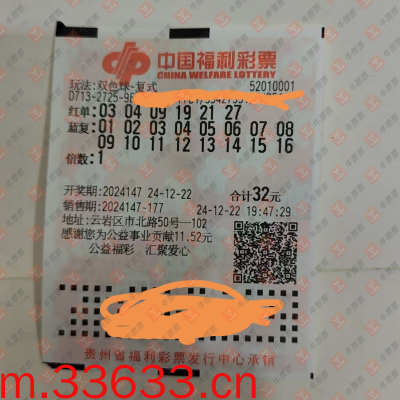 中国福利彩票
CHINA WELFARE LOTTERY
玩法:双色球-复式 52010001
红单:03 04 09 19 21 27
蓝复:01 02 03 04 05 06 07 08
09 10 11 12 13 14 15 16
倍数:1
开奖期:2024147 24-12-22 合计32元
销售期:2024147-177 24-12-22 19:47:29
地址:云岩区市北路50号—102
感谢您为公益事业贡献11.52元
公益福彩 汇聚爱心
贵州省福利彩票发行中心承销
m.33633.cn